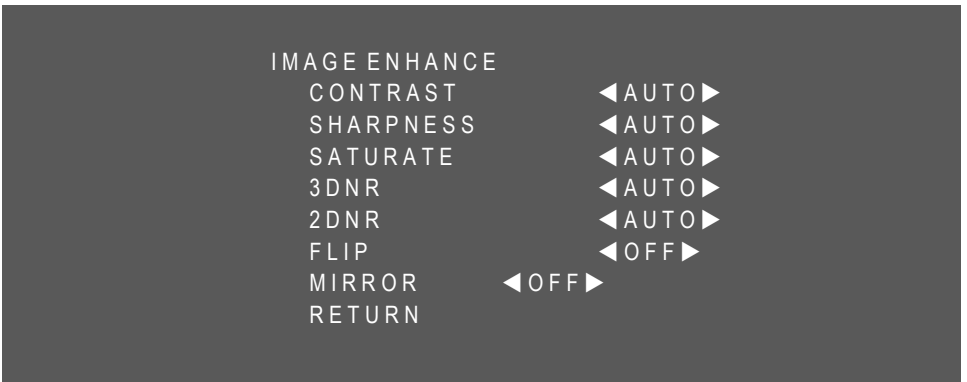 IMAGE ENHANCE
CONTRAST ◀AUTO▶
SHARPNESS ◀AUTO▶
SATURATE ◀AUTO▶
3DNR ◀AUTO▶
2DNR ◀AUTO▶
FLIP ◀OFF▶
MIRROR ◀OFF▶
RETURN